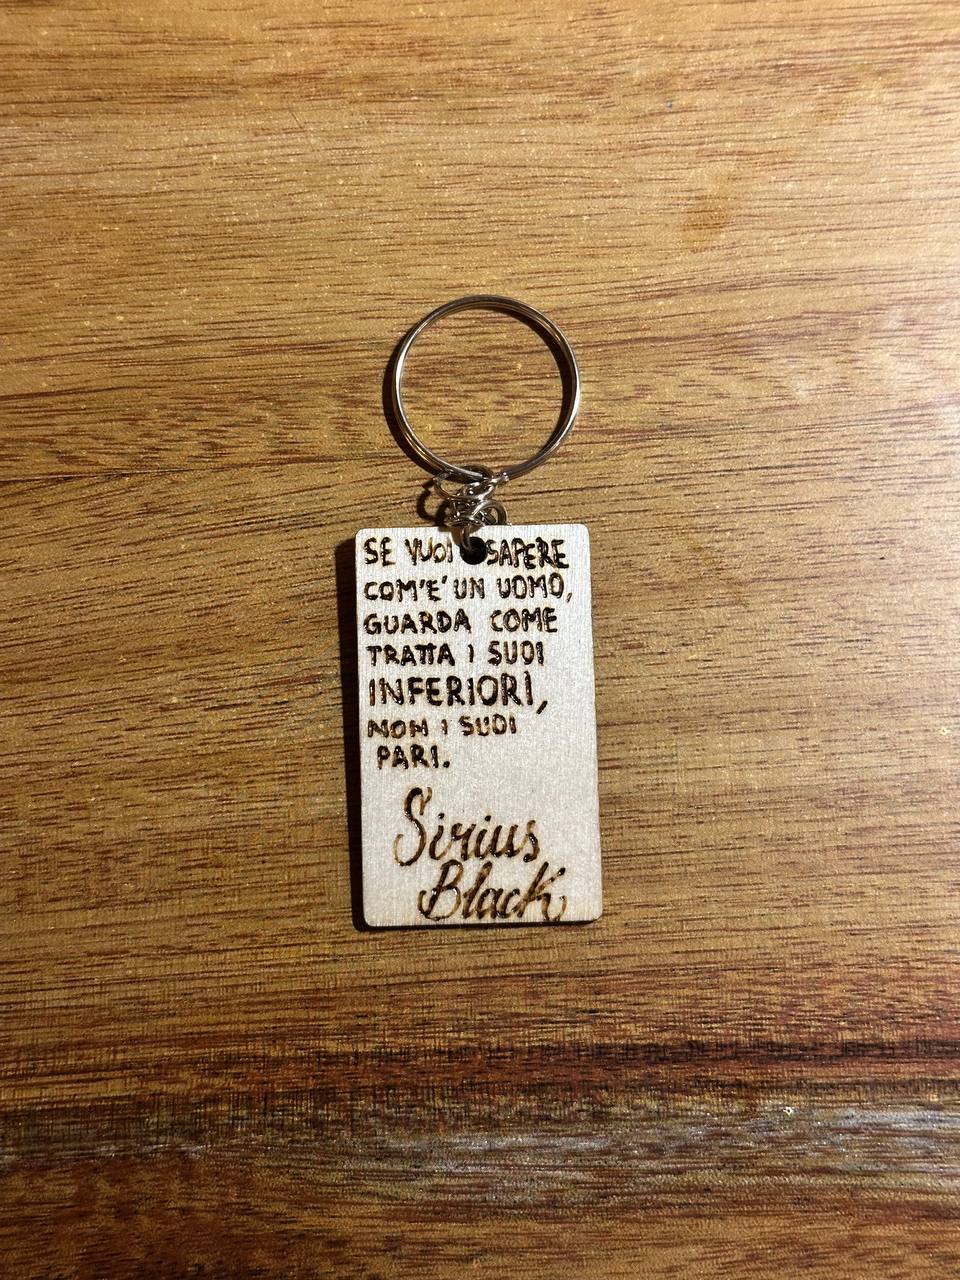 SE VUOI SAPERE
COM'E' UN UOMO,
GUARDA COME
TRATTA I SUOI
INFERIORI,
NON I SUOI
PARI.
Sirius
Black